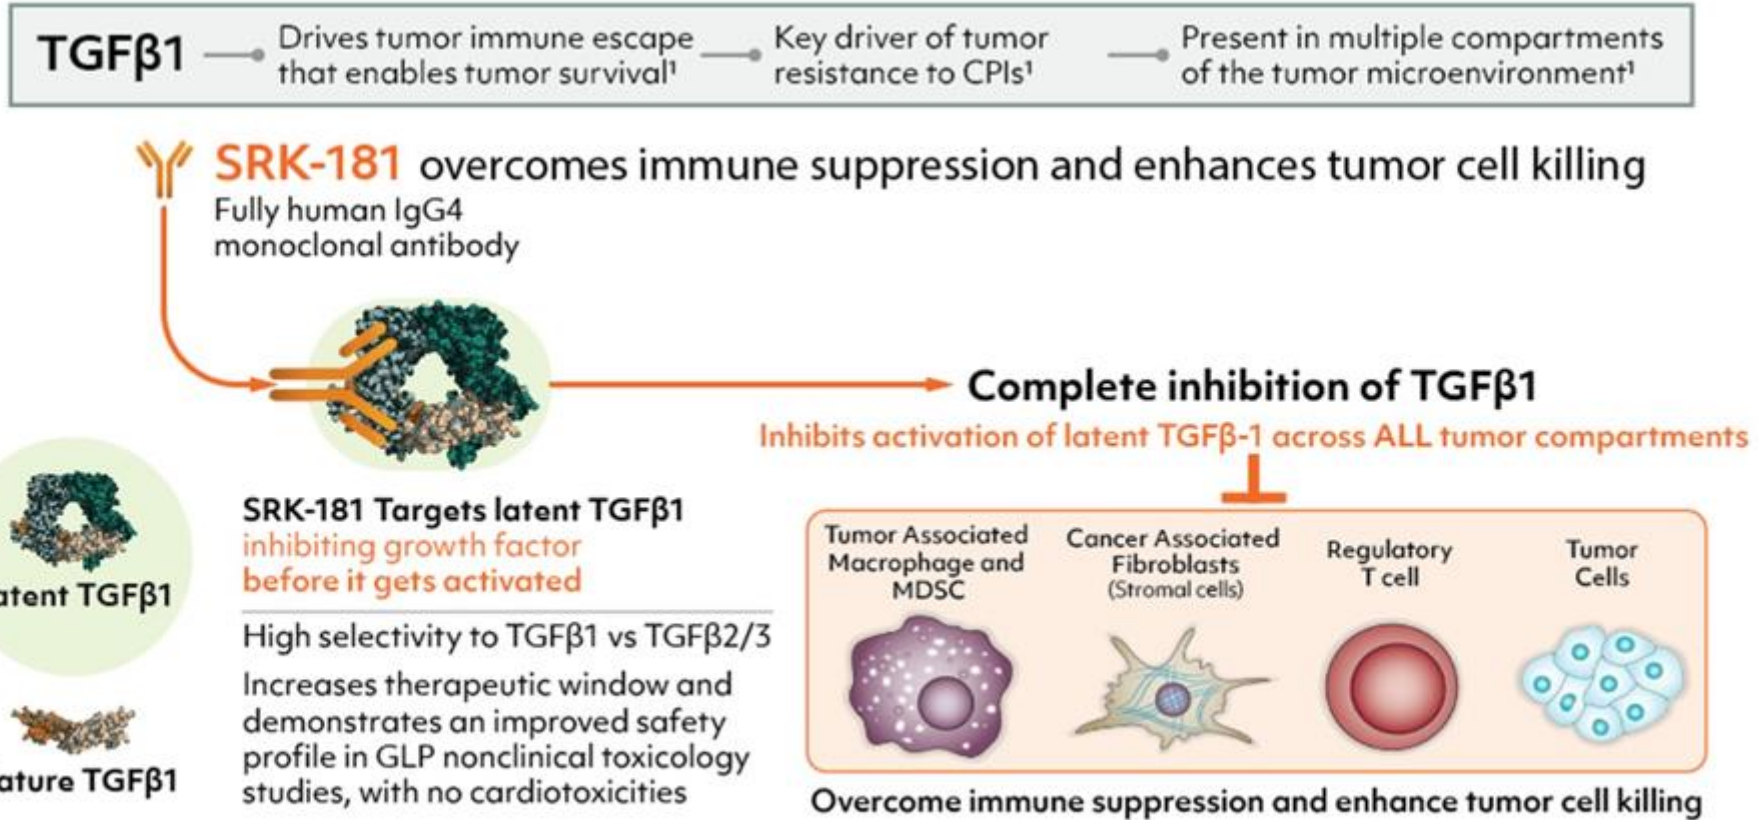 TGFβ1
Drives tumor immune escape
that enables tumor survival¹
Key driver of tumor
resistance to CPIs¹
Present in multiple compartments
of the tumor microenvironment¹
SRK-181 overcomes immune suppression and enhances tumor cell killing
Fully human IgG4
monoclonal antibody
Complete inhibition of TGFβ1
Inhibits activation of latent TGFβ-1 across ALL tumor compartments
atent TGFβ1
ature TGFβ1
SRK-181 Targets latent TGFβ1
inhibiting growth factor
before it gets activated
High selectivity to TGFβ1 vs TGFβ2/3
Increases therapeutic window and
demonstrates an improved safety
profile in GLP nonclinical toxicology
studies, with no cardiotoxicities
Tumor Associated
Macrophage and
MDSC
Cancer Associated
Fibroblasts
(Stromal cells)
Regulatory
T cell
Tumor
Cells
Overcome immune suppression and enhance tumor cell killing